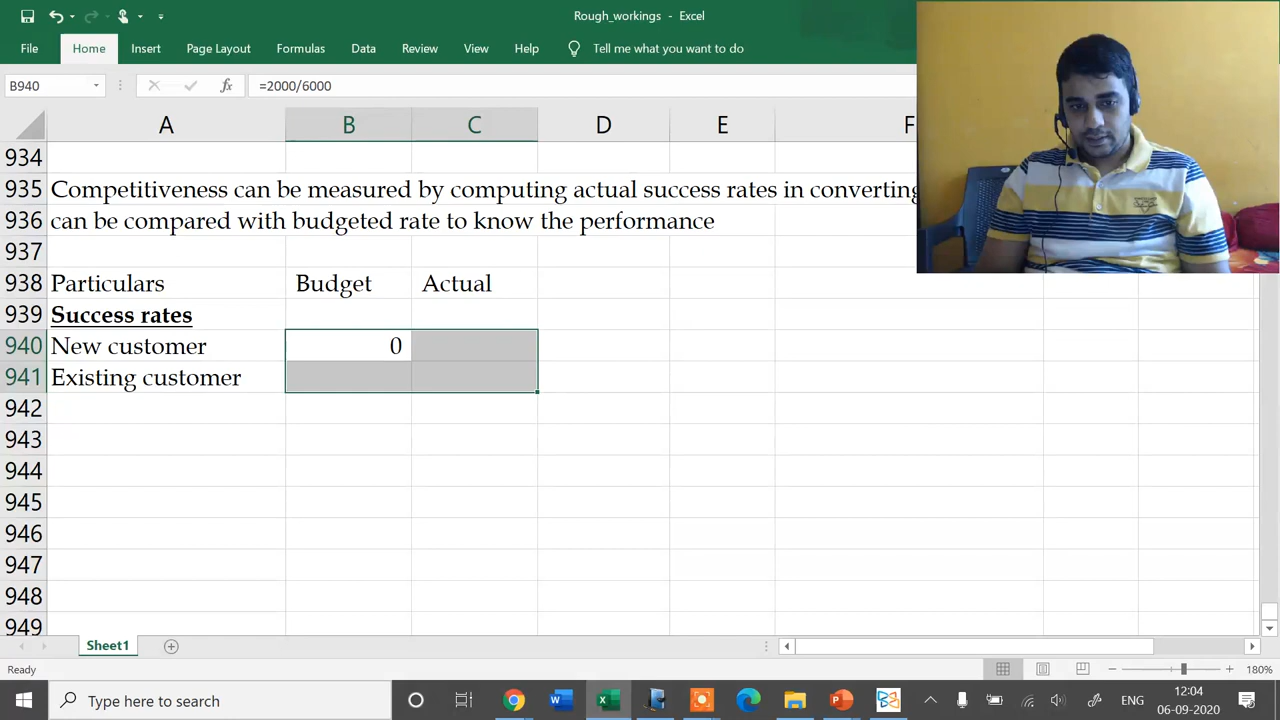 Rough_workings - Excel
File Home Insert Page Layout Formulas Data Review View Help Tell me what you want to do
B940 fx =2000/6000
A B C D E F
934
935 Competitiveness can be measured by computing actual success rates in converting
936 can be compared with budgeted rate to know the performance
937
938 Particulars Budget Actual
939 Success rates
940 New customer 0
941 Existing customer
942
943
944
945
946
947
948
949
Sheet1
Ready 180%
Type here to search ENG 12:04
06-09-2020